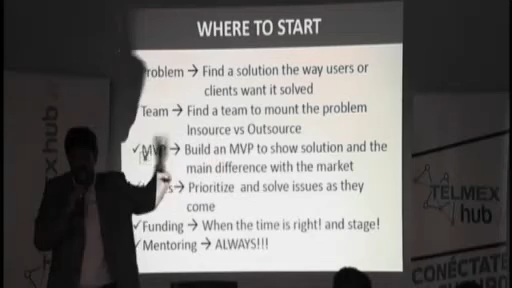 WHERE TO START
Problem → Find a solution the way users or
clients want it solved
Team → Find a team to mount the problem
Insource vs Outsource
✓MVP → Build an MVP to show solution and the
main difference with the market
s→ Prioritize and solve issues as they
come
✓Funding → When the time is right! and stage!
✓Mentoring → ALWAYS!!!
TELMEX
hub
CONÉCTATE
x hub